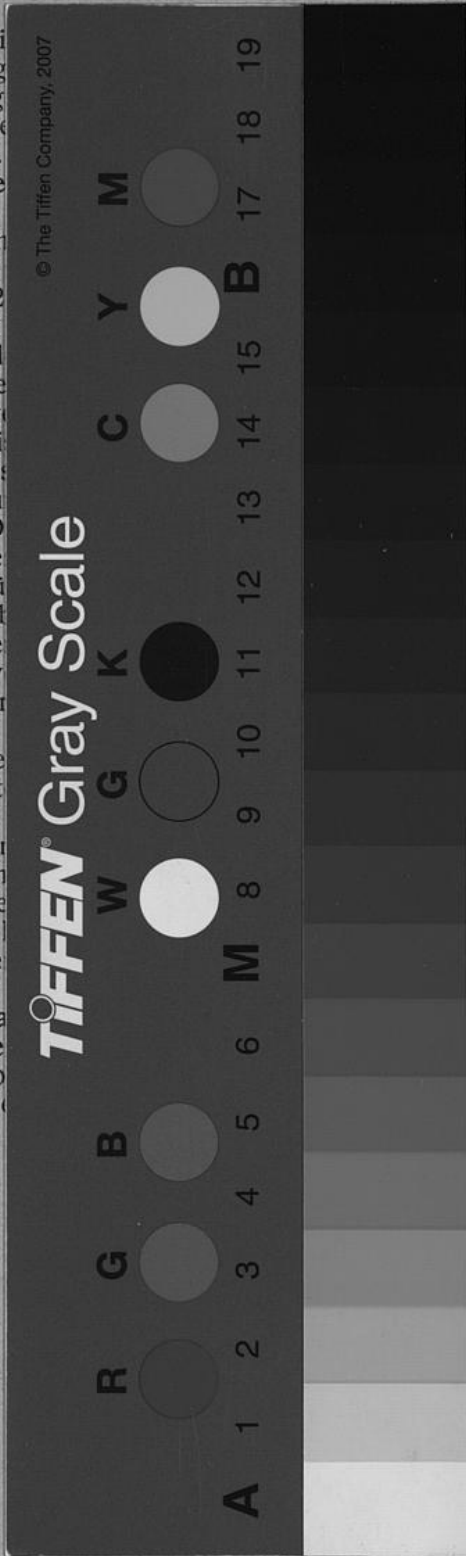 © The Tiffen Company, 2007
TIFFEN® Gray Scale
R G B W G K C Y M
A 1 2 3 4 5 6 M 8 9 10 11 12 13 14 15 B 17 18 19